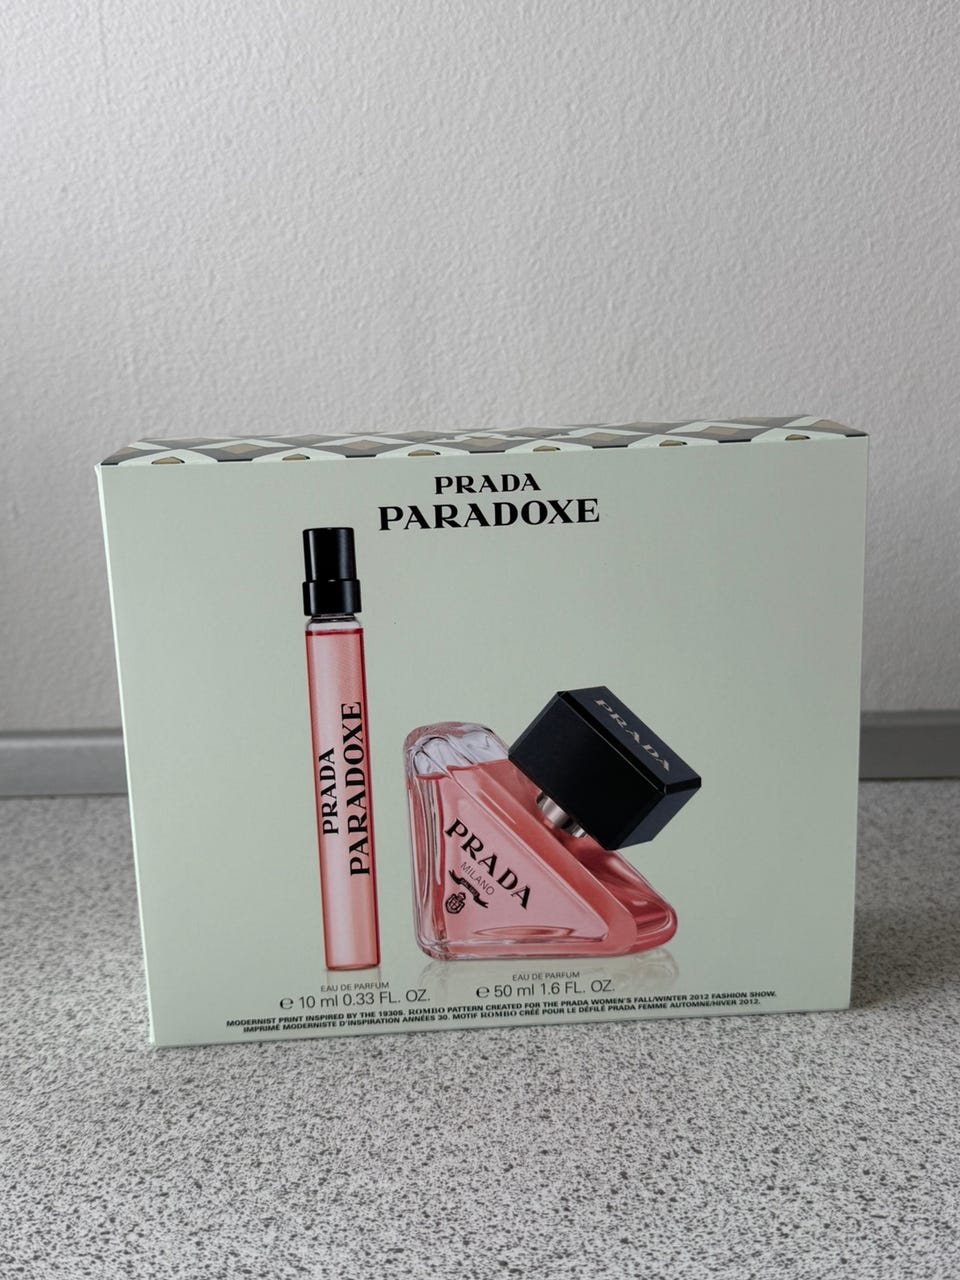 PRADA
PARADOXE
PRADA
PARADOXE
PRADA
PRADA
MILANO
EAU DE PARFUM
℮ 10 ml 0.33 FL. OZ.
EAU DE PARFUM
℮ 50 ml 1.6 FL. OZ.
MODERNIST PRINT INSPIRED BY THE 1930S. ROMBO PATTERN CREATED FOR THE PRADA WOMEN'S FALL/WINTER 2012 FASHION SHOW.
IMPRIMÉ MODERNISTE D'INSPIRATION ANNÉES 30. MOTIF ROMBO CRÉÉ POUR LE DÉFILÉ PRADA FEMME AUTOMNE/HIVER 2012.